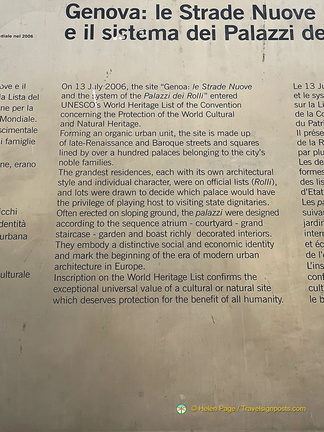 Genova: le Strade Nuove
e il sistema dei Palazzi de
diale nel 2006
ove e il
la Lista del
ne per la
Mondiale.
scimentale
i famiglie
ne, erano
icchi
dentità
urbana
ulturale
On 13 July 2006, the site “Genoa: le Strade Nuove
and the system of the Palazzi dei Rolli” entered
UNESCO's World Heritage List of the Convention
concerning the Protection of the World Cultural
and Natural Heritage.
Forming an organic urban unit, the site is made up
of late-Renaissance and Baroque streets and squares
lined by over a hundred palaces belonging to the city's
noble families.
The grandest residences, each with its own architectural
style and individual character, were on official lists (Rolli),
and lots were drawn to decide which palace would have
the privilege of playing host to visiting state dignitaries.
Often erected on sloping ground, the palazzi were designed
according to the sequence atrium - courtyard - grand
staircase - garden and boast richly decorated interiors.
They embody a distinctive social and economic identity
and mark the beginning of the era of modern urban
architecture in Europe.
Inscription on the World Heritage List confirms the
exceptional universal value of a cultural or natural site
which deserves protection for the benefit of all humanity.
Le 13 Ju
et le sys
sur la Li
de la Co
du Patri
Il prése
de la R
par plu
Les de
formes
des lis
d'Etat
Les pa
suivan
jardir
inter
et éc
de l'e
L'ins
conf
cult
le b
© Helen Page / Travelsignposts.com